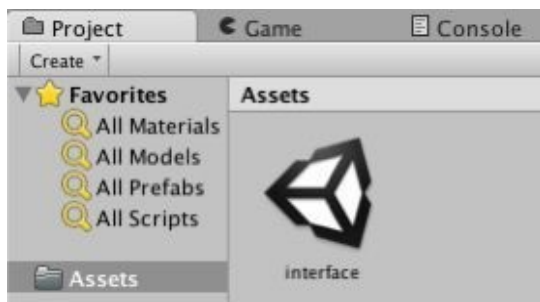 Project
Game
Console
Create
Favorites
All Materials
All Models
All Prefabs
All Scripts
Assets
Assets
interface